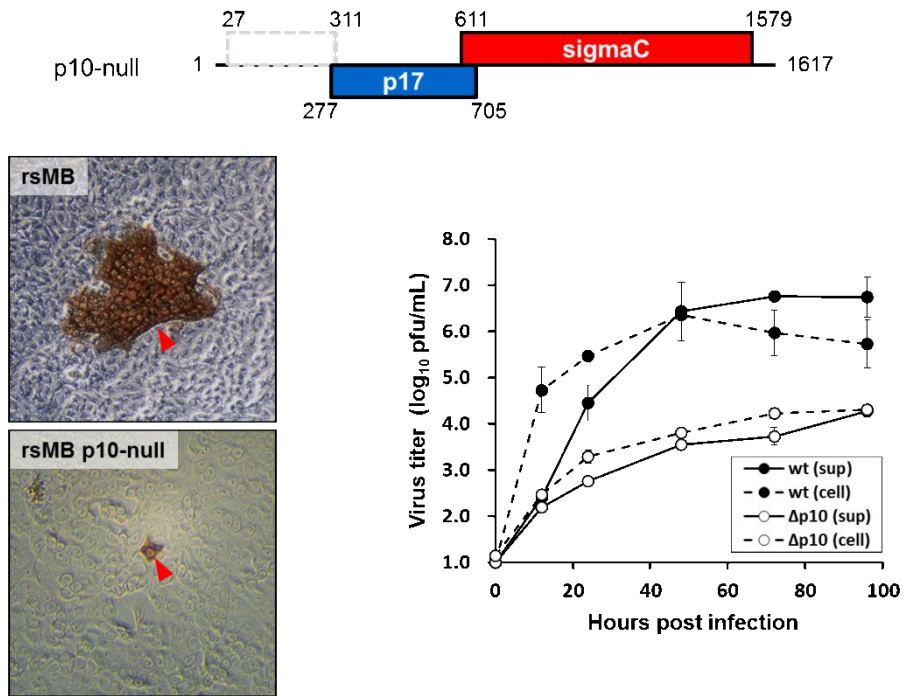 27 311 611 1579
p10-null 1 sigmaC 1617
p17
277 705
rsMB
rsMB p10-null
Virus titer (log₁₀ pfu/mL)
8.0
7.0
6.0
5.0
4.0
3.0
2.0
1.0
0 20 40 60 80 100
Hours post infection
wt (sup)
wt (cell)
Δp10 (sup)
Δp10 (cell)